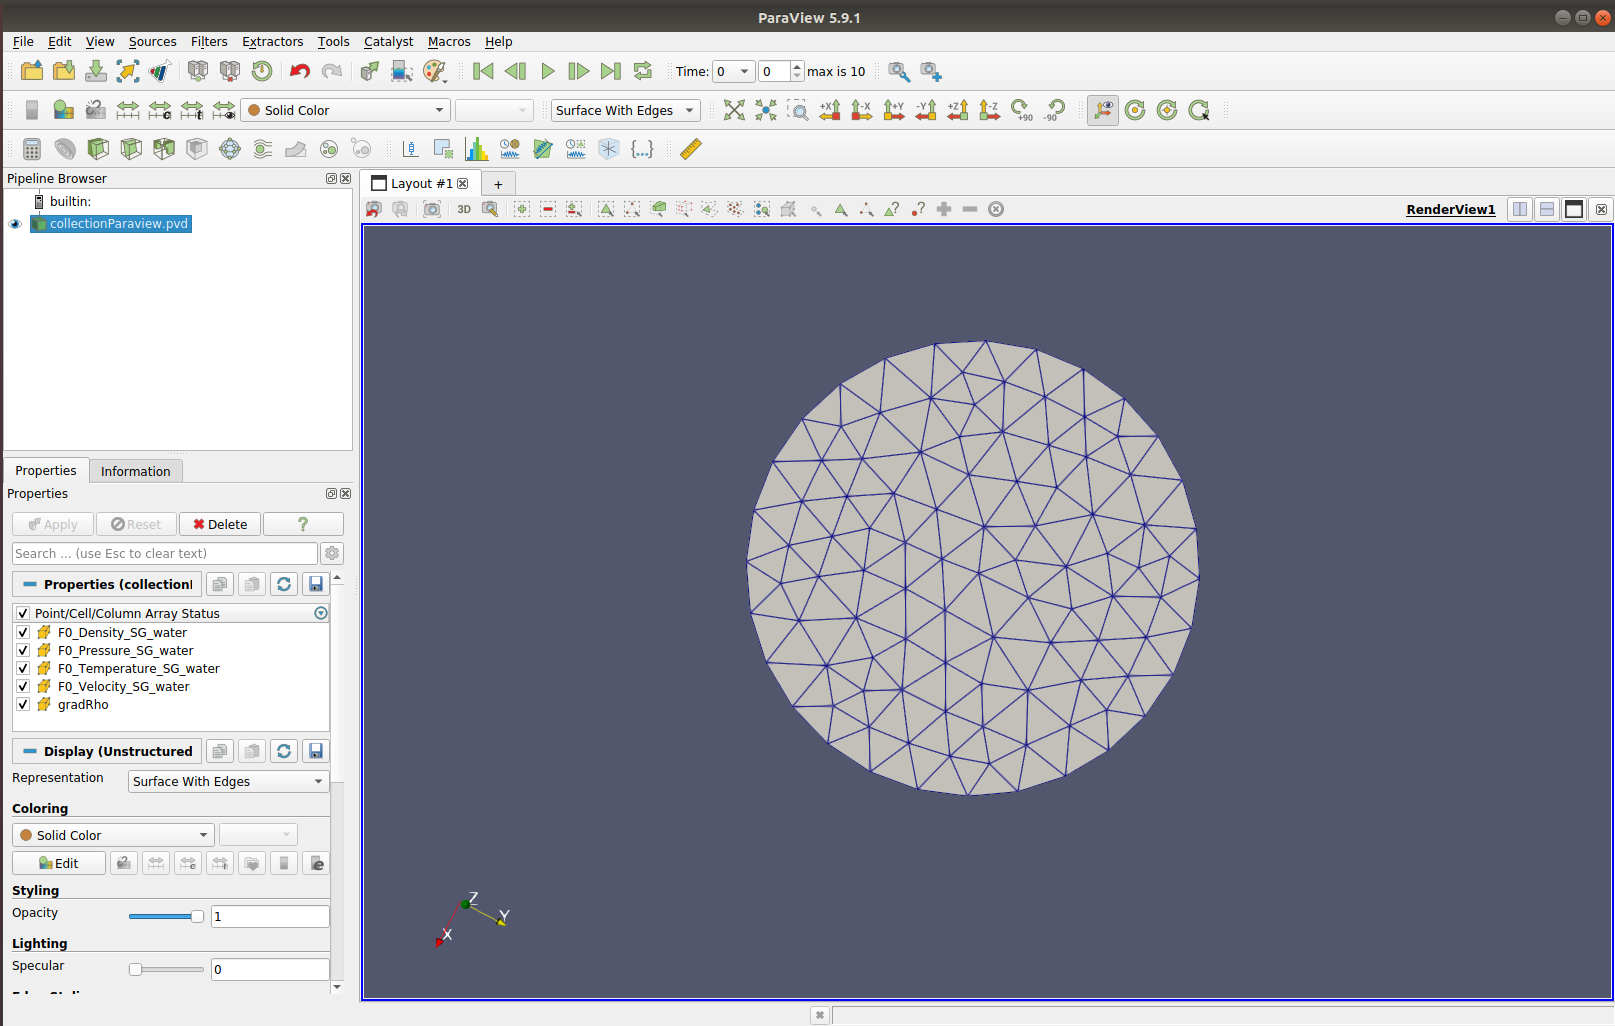 ParaView 5.9.1
File Edit View Sources Filters Extractors Tools Catalyst Macros Help
Time: 0 0 max is 10
Solid Color Surface With Edges +X -X +Y -Y +Z -Z +90 -90
Pipeline Browser
Layout #1 +
builtin:
3D RenderView1
collectionParaview.pvd
Properties Information
Properties
Apply Reset Delete ?
Search ... (use Esc to clear text)
Properties (collectionI
Point/Cell/Column Array Status
F0_Density_SG_water
F0_Pressure_SG_water
F0_Temperature_SG_water
F0_Velocity_SG_water
gradRho
Display (Unstructured
Representation Surface With Edges
Coloring
Solid Color
Edit
Styling
Opacity 1
Lighting
Specular 0
Z
Y
X